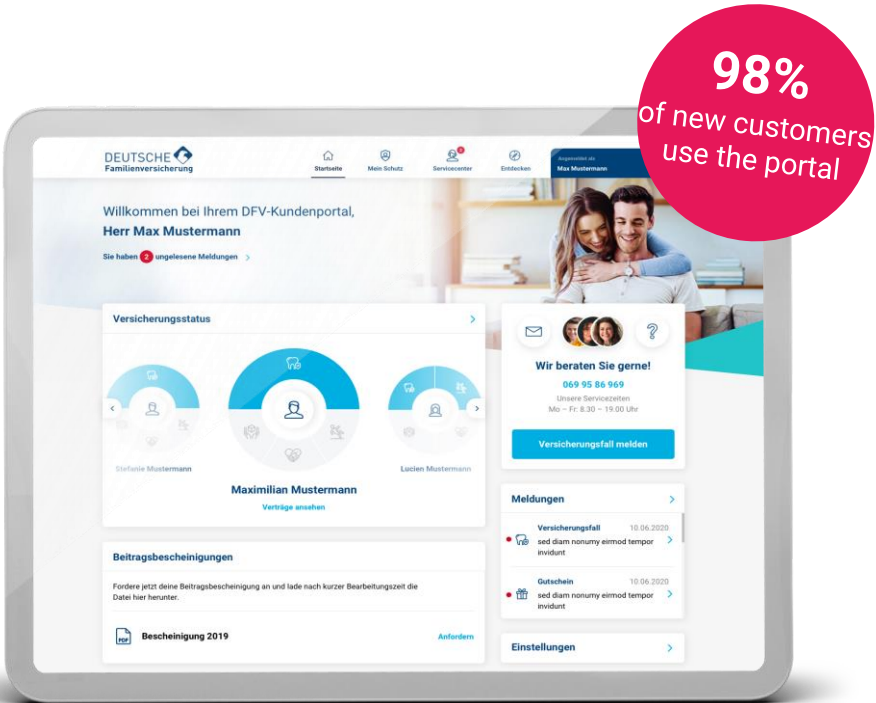 98%
of new customers
use the portal
DEUTSCHE
Familienversicherung
Startseite
Mein Schutz
Servicecenter
Entdecken
Angemeldet als
Max Mustermann
Willkommen bei Ihrem DFV-Kundenportal,
Herr Max Mustermann
Sie haben 2 ungelesene Meldungen
Versicherungsstatus
Stefanie Mustermann
Maximilian Mustermann
Verträge ansehen
Lucien Mustermann
Wir beraten Sie gerne!
069 95 86 969
Unsere Servicezeiten
Mo – Fr: 8.30 – 19.00 Uhr
Versicherungsfall melden
Meldungen
Versicherungsfall 10.06.2020
sed diam nonumy eirmod tempor
invidunt
Gutschein 10.06.2020
sed diam nonumy eirmod tempor
invidunt
Einstellungen
Beitragsbescheinigungen
Fordere jetzt deine Beitragsbescheinigung an und lade nach kurzer Bearbeitungszeit die
Datei hier herunter.
PDF
Bescheinigung 2019
Anfordern